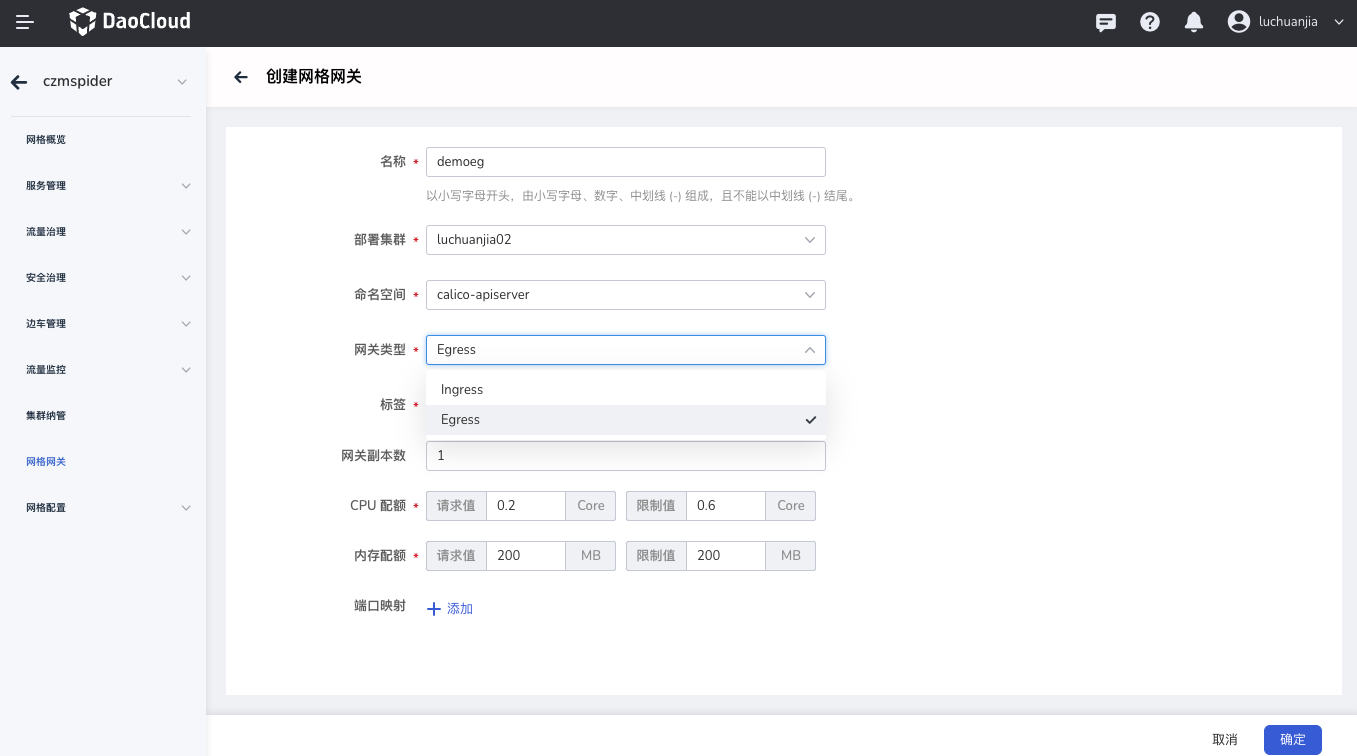 DaoCloud
luchuanjia
czmspider
网格概览
服务管理
流量治理
安全治理
边车管理
流量监控
集群纳管
网格网关
网格配置
创建网格网关
名称 * demoeg
以小写字母开头，由小写字母、数字、中划线 (-) 组成，且不能以中划线 (-) 结尾。
部署集群 * luchuanjia02
命名空间 * calico-apiserver
网关类型 * Egress
Ingress
标签 *
Egress
网关副本数 1
CPU 配额 * 请求值 0.2 Core 限制值 0.6 Core
内存配额 * 请求值 200 MB 限制值 200 MB
端口映射 + 添加
取消 确定